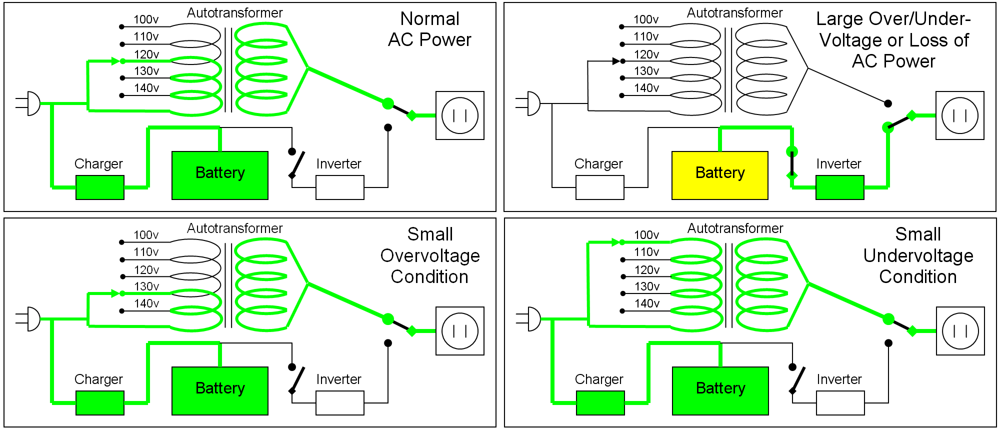 Autotransformer
100v
110v
120v
130v
140v
Normal
AC Power
Charger
Battery
Inverter
Autotransformer
100v
110v
120v
130v
140v
Large Over/Under-
Voltage or Loss of
AC Power
Charger
Battery
Inverter
Autotransformer
100v
110v
120v
130v
140v
Small
Overvoltage
Condition
Charger
Battery
Inverter
Autotransformer
100v
110v
120v
130v
140v
Small
Undervoltage
Condition
Charger
Battery
Inverter